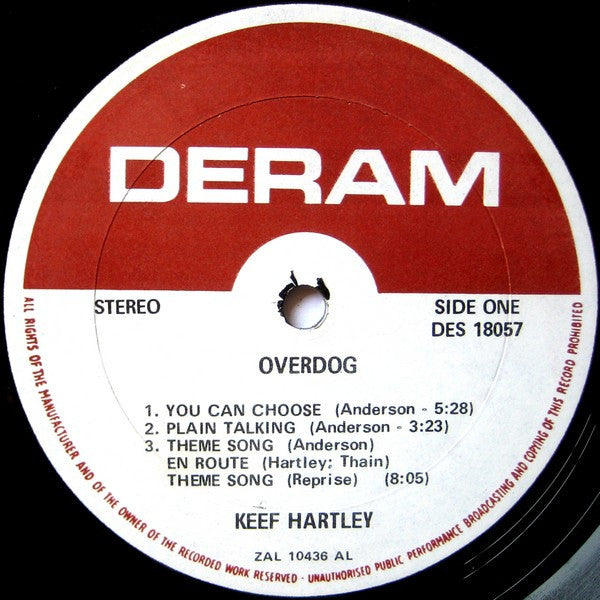 DERAM
STEREO
SIDE ONE
DES 18057
OVERDOG
1. YOU CAN CHOOSE (Anderson - 5:28)
2. PLAIN TALKING (Anderson - 3:23)
3. THEME SONG (Anderson)
EN ROUTE (Hartley; Thain)
THEME SONG (Reprise) (8:05)
KEEF HARTLEY
ZAL 10436 AL
ALL RIGHTS OF THE MANUFACTURER AND OF THE OWNER OF THE RECORDED WORK RESERVED - UNAUTHORISED PUBLIC PERFORMANCE BROADCASTING AND COPYING OF THIS RECORD PROHIBITED